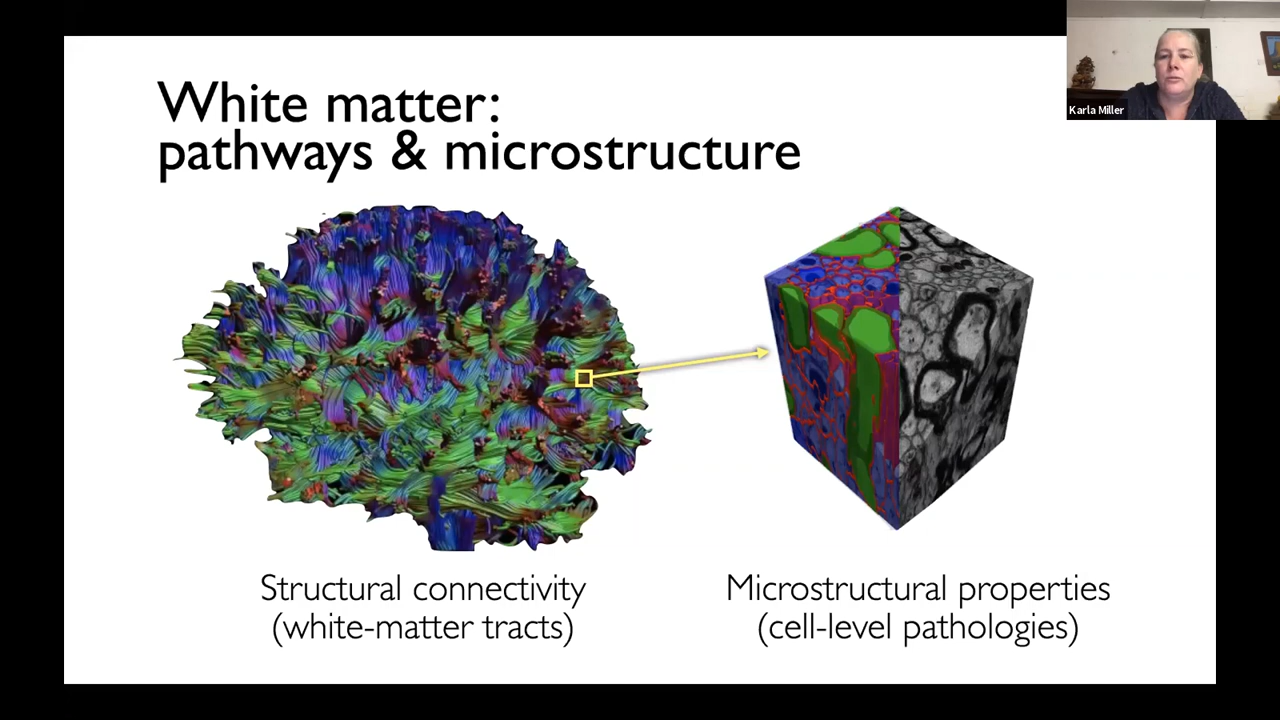 White matter:
pathways & microstructure
Karla Miller
Structural connectivity
(white-matter tracts)
Microstructural properties
(cell-level pathologies)